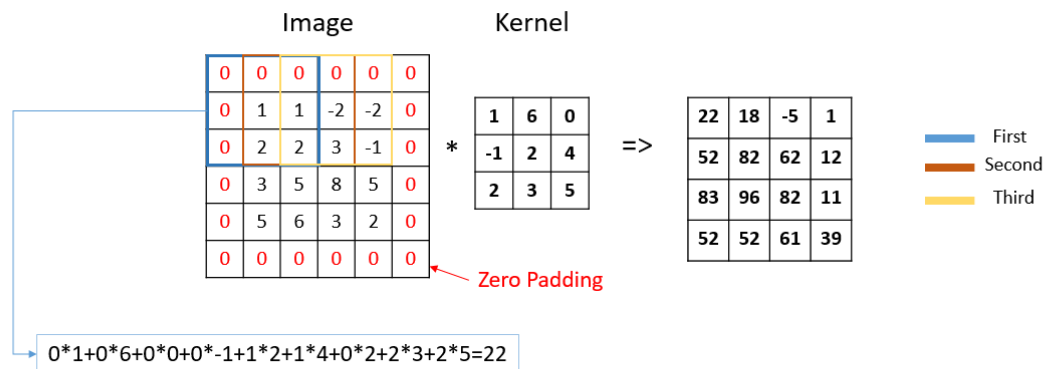 Image
Kernel
0 0 0 0 0 0
0 1 1 -2 -2 0
0 2 2 3 -1 0
0 3 5 8 5 0
0 5 6 3 2 0
0 0 0 0 0 0
*
1 6 0
-1 2 4
2 3 5
=>
22 18 -5 1
52 82 62 12
83 96 82 11
52 52 61 39
First
Second
Third
Zero Padding
0*1+0*6+0*0+0*-1+1*2+1*4+0*2+2*3+2*5=22